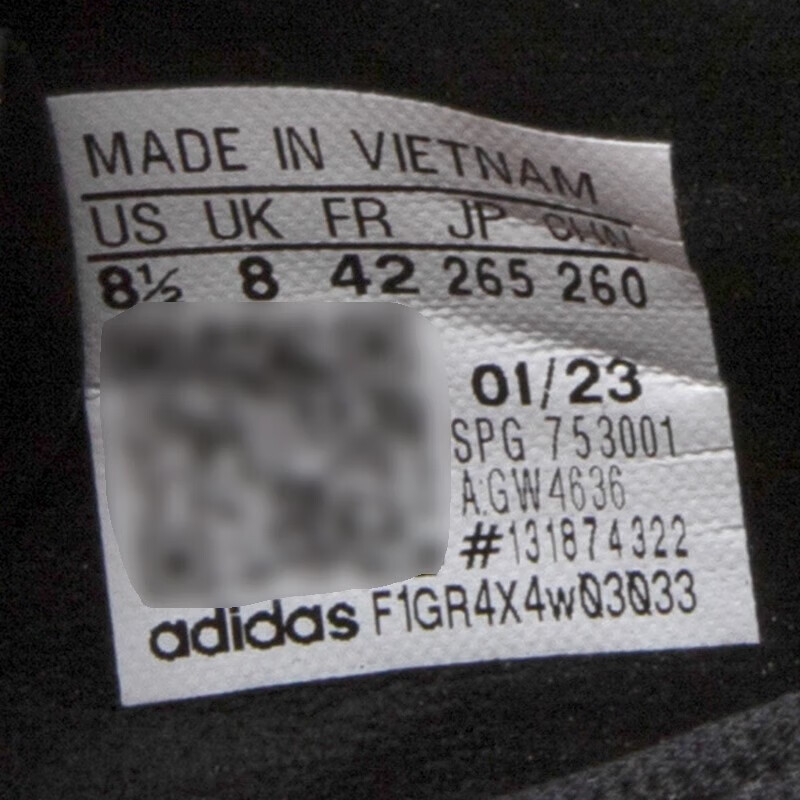 MADE IN VIETNAM
US UK FR JP CHN
8½ 8 42 265 260
01/23
SPG 753001
A:GW4636
#131874322
adidas F1GR4X4w03033